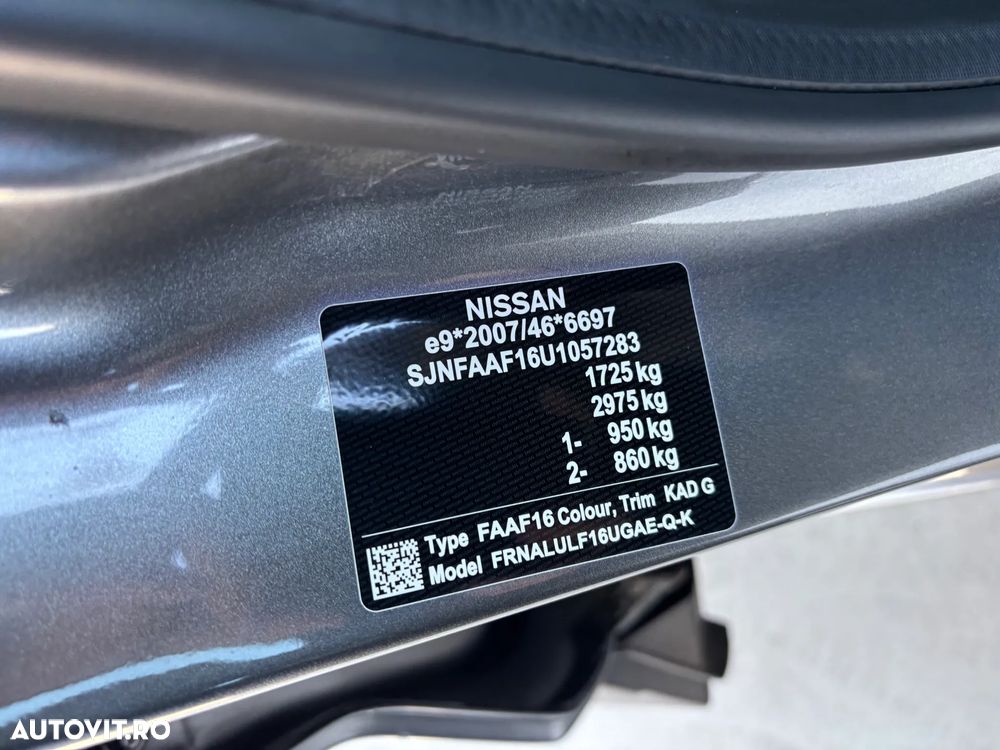 NISSAN
e9*2007/46*6697
SJNFAAF16U1057283
1725 kg
2975 kg
1- 950 kg
2- 860 kg
Type FAAF16 Colour, Trim KAD G
Model FRNALULF16UGAE-Q-K
AUTOVIT.RO